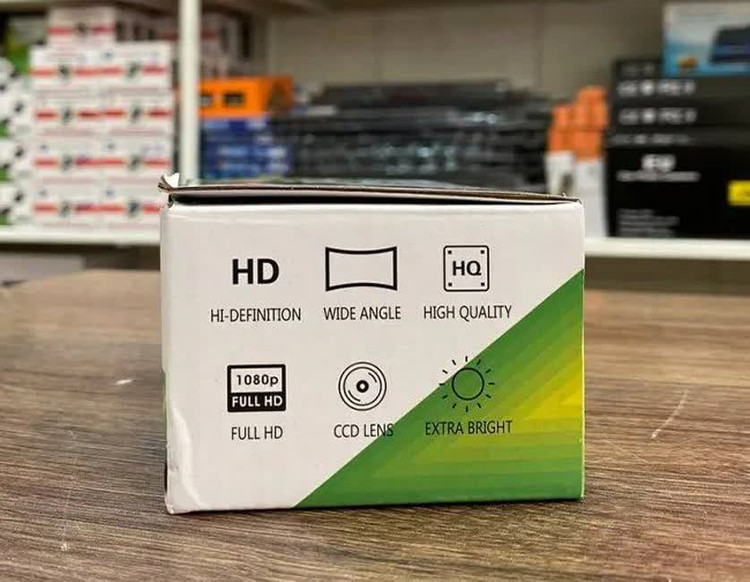 HD
HQ
HI-DEFINITION WIDE ANGLE HIGH QUALITY
1080p
FULL HD
FULL HD CCD LENS EXTRA BRIGHT